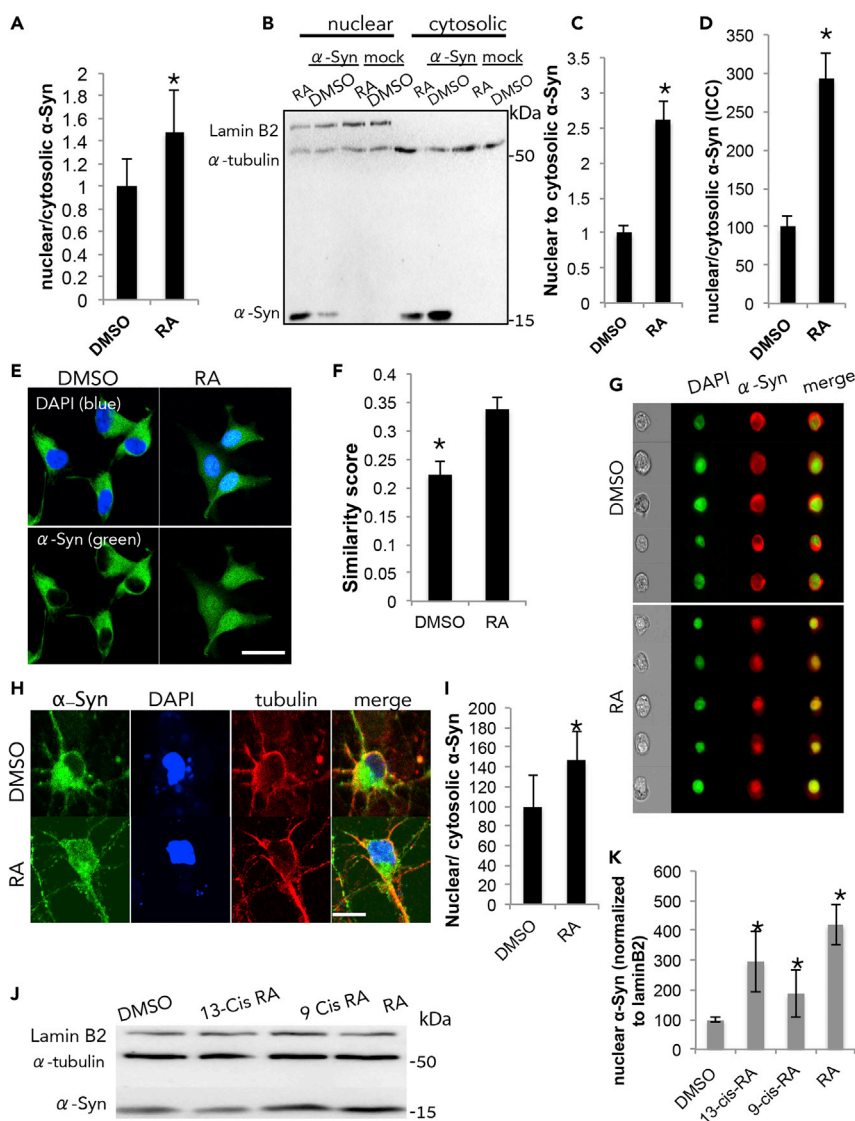 A
nuclear/cytosolic α-Syn
2
1.8
1.6
1.4
1.2
1
0.8
0.6
0.4
0.2
0
*
DMSO
RA
B
nuclear cytosolic
α-Syn mock α-Syn mock
RA DMSO RA DMSO RA DMSO RA DMSO
kDa
Lamin B2
α-tubulin
-50
α-Syn
-15
C
Nuclear to cytosolic α-Syn
3.5
3
2.5
2
1.5
1
0.5
0
*
DMSO
RA
D
nuclear/cytosolic α-Syn (ICC)
350
300
250
200
150
100
50
0
*
DMSO
RA
E
DMSO RA
DAPI (blue)
α-Syn (green)
F
Similarity score
0.4
0.35
0.3
0.25
0.2
0.15
0.1
0.05
0
*
DMSO RA
G
DAPI α-Syn merge
DMSO
RA
H
α-Syn DAPI tubulin merge
DMSO
RA
I
Nuclear/ cytosolic α-Syn
200
180
160
140
120
100
80
60
40
20
0
*
DMSO
RA
J
DMSO 13-Cis RA 9 Cis RA RA
kDa
Lamin B2
α-tubulin
-50
α-Syn
-15
K
nuclear α-Syn (normalized
to laminB2)
600
500
400
300
200
100
0
* * *
DMSO
13-cis-RA
9-cis-RA
RA